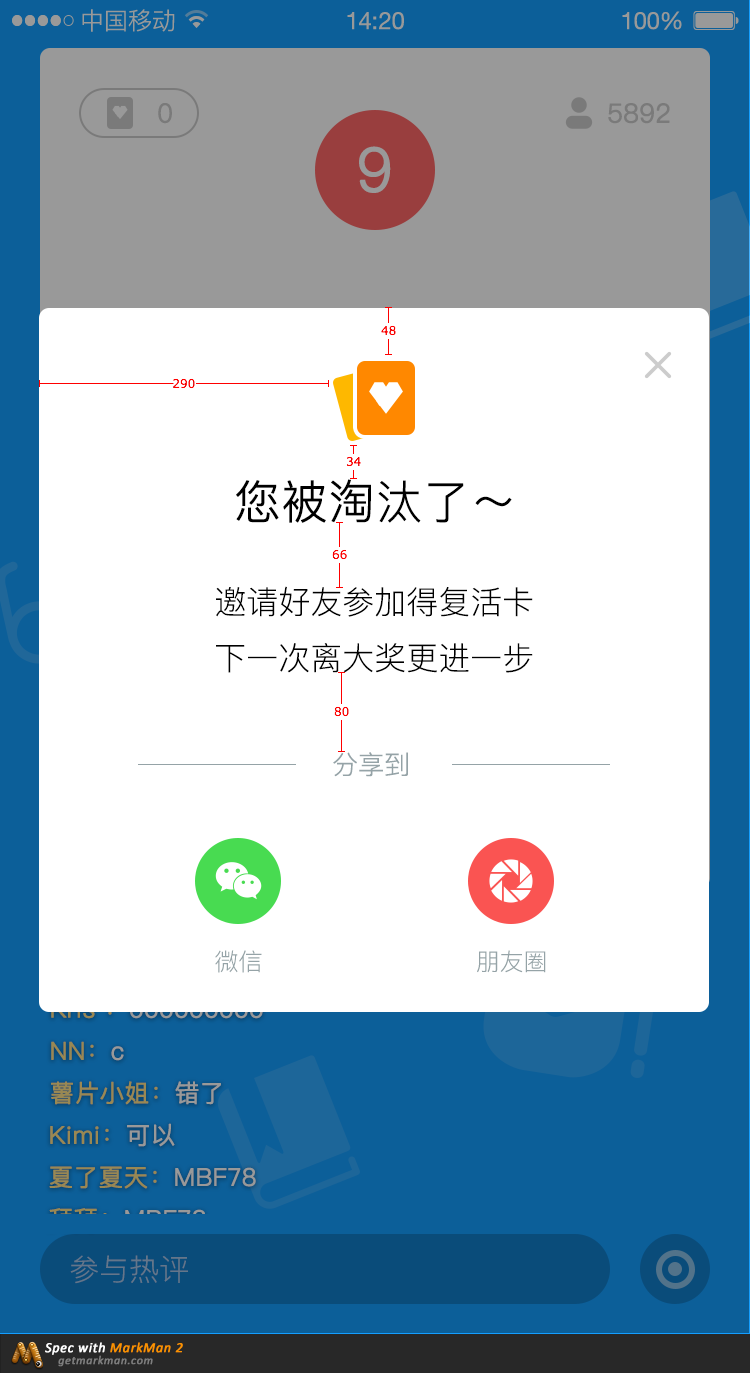 中国移动 14:20 100%
0
5892
9
48
290
34
您被淘汰了～
66
邀请好友参加得复活卡
下一次离大奖更进一步
80
分享到
微信 朋友圈
NN： c
薯片小姐： 错了
Kimi： 可以
夏了夏天： MBF78
参与热评
Spec with MarkMan 2
getmarkman.com